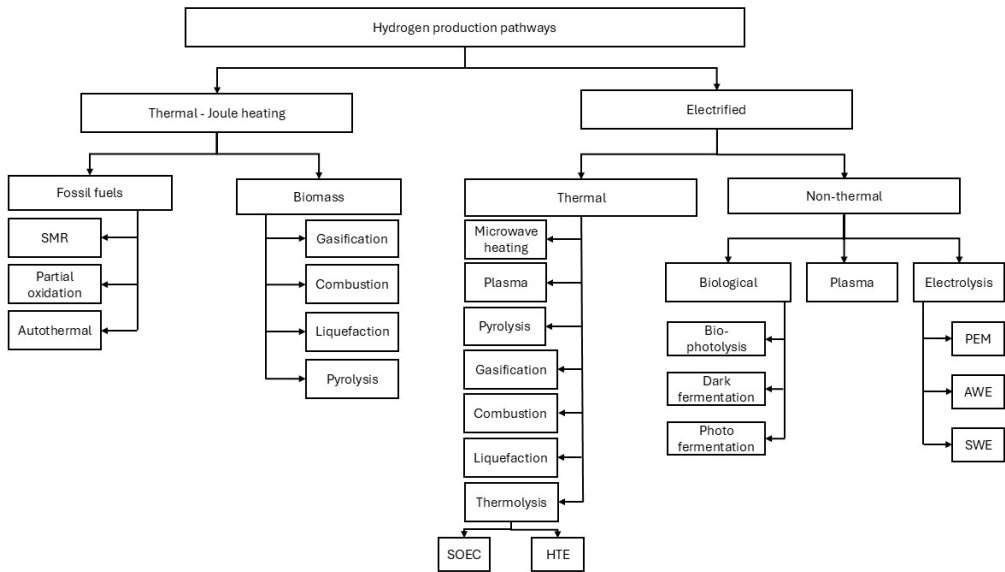 Hydrogen production pathways
Thermal - Joule heating
Electrified
Fossil fuels
Biomass
Thermal
Non-thermal
SMR
Partial
oxidation
Autothermal
Gasification
Combustion
Liquefaction
Pyrolysis
Microwave
heating
Plasma
Pyrolysis
Gasification
Combustion
Liquefaction
Thermolysis
SOEC
HTE
Biological
Plasma
Electrolysis
Bio-
photolysis
Dark
fermentation
Photo
fermentation
PEM
AWE
SWE